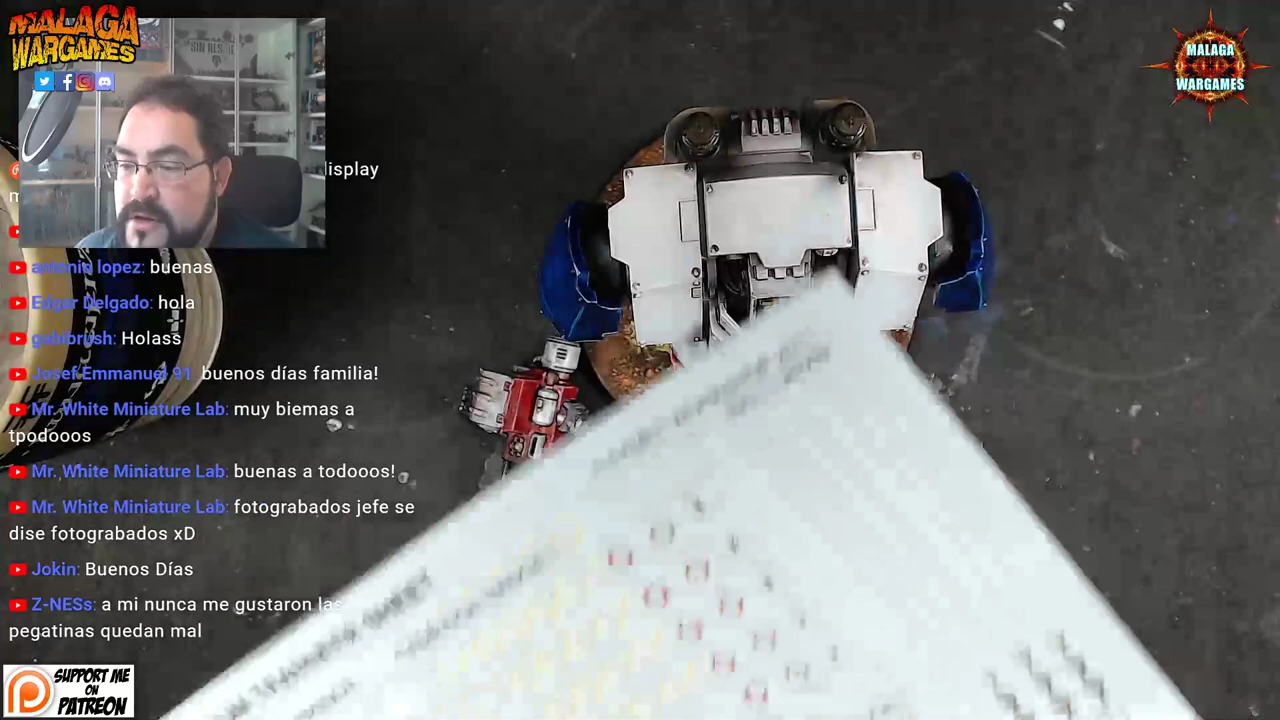 MALAGA
WARGAMES
SIN RES
MALAGA
WARGAMES
display
antonio lopez: buenas
Edgar Delgado: hola
gabibrush: Holass
Josef Emmanuel 91 buenos días familia!
Mr. White Miniature Lab: muy biemas a
tpodooos
Mr. White Miniature Lab: buenas a todooos!
Mr. White Miniature Lab: fotograbados jefe se
dise fotograbados xD
Jokin: Buenos Días
Z-NESs: a mi nunca me gustaron las
pegatinas quedan mal
SUPPORT ME
ON
PATREON